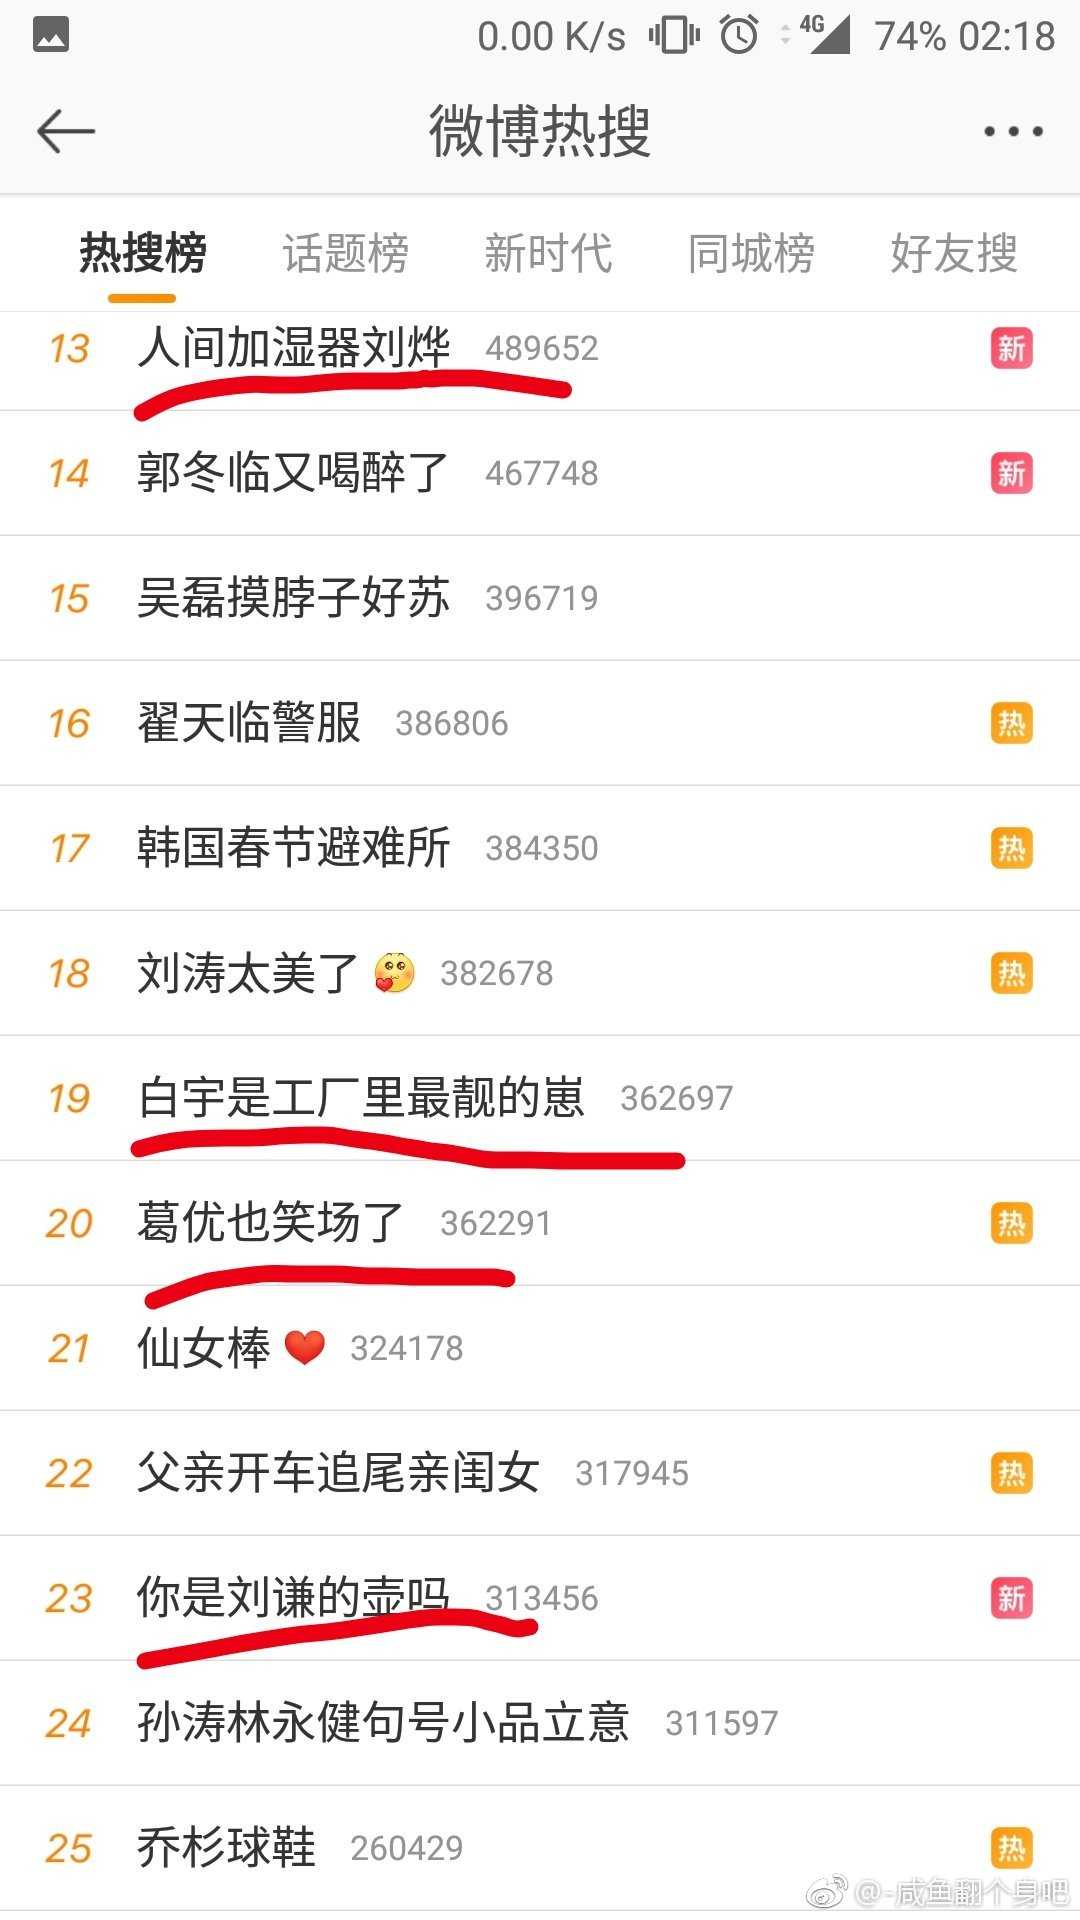 0.00 K/s 4G 74% 02:18
微博热搜
热搜榜 话题榜 新时代 同城榜 好友搜
13 人间加湿器刘烨 489652 新
14 郭冬临又喝醉了 467748 新
15 吴磊摸脖子好苏 396719
16 翟天临警服 386806 热
17 韩国春节避难所 384350 热
18 刘涛太美了 382678 热
19 白宇是工厂里最靓的崽 362697
20 葛优也笑场了 362291 热
21 仙女棒 324178
22 父亲开车追尾亲闺女 317945 热
23 你是刘谦的壶吗 313456 新
24 孙涛林永健句号小品立意 311597
25 乔杉球鞋 260429 热
@-咸鱼翻个身吧